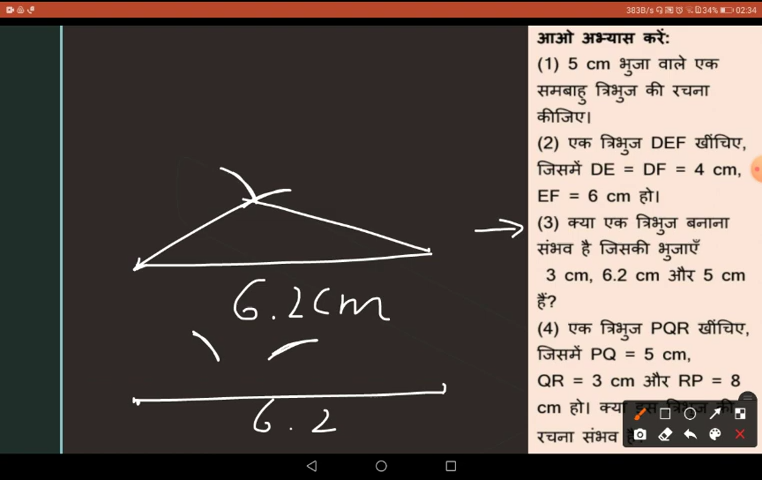 383B/s 34% 02:34
आओ अभ्यास करें:
(1) 5 cm भुजा वाले एक
समबाहु त्रिभुज की रचना
कीजिए।
(2) एक त्रिभुज DEF खींचिए,
जिसमें DE = DF = 4 cm,
EF = 6 cm हो।
(3) क्या एक त्रिभुज बनाना
संभव है जिसकी भुजाएँ
3 cm, 6.2 cm और 5 cm
हैं?
(4) एक त्रिभुज PQR खींचिए,
जिसमें PQ = 5 cm,
QR = 3 cm और RP = 8
cm हो। क्या इस त्रिभुज की
रचना संभव
6.2cm
6.2